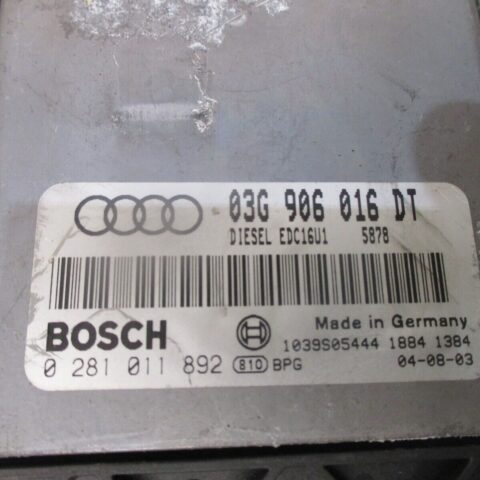 03G 906 016 DT
DIESEL EDC16U1 5878
BOSCH
Made in Germany
1039S05444 1884 1384
0 281 011 892 810 BPG 04-08-03